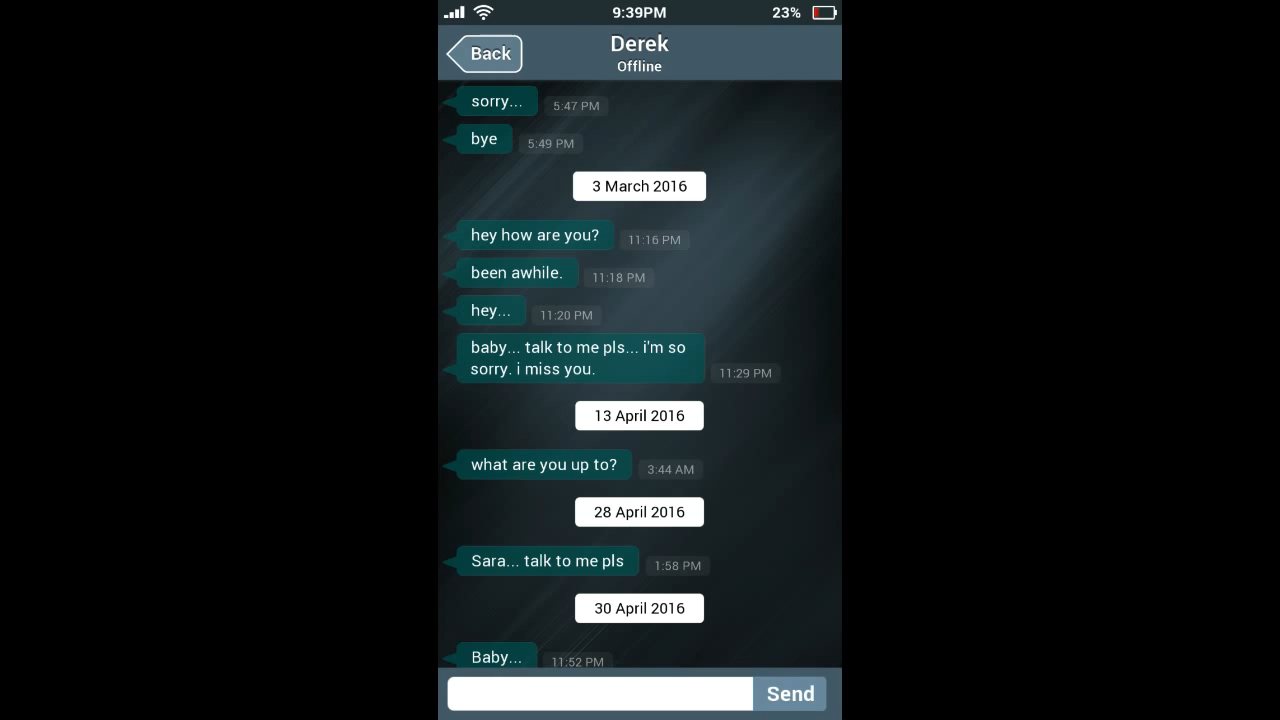 9:39PM 23%
Back
Derek
Offline
sorry... 5:47 PM
bye 5:49 PM
3 March 2016
hey how are you? 11:16 PM
been awhile. 11:18 PM
hey... 11:20 PM
baby... talk to me pls... i'm so
sorry. i miss you. 11:29 PM
13 April 2016
what are you up to? 3:44 AM
28 April 2016
Sara... talk to me pls 1:58 PM
30 April 2016
Baby... 11:52 PM
Send